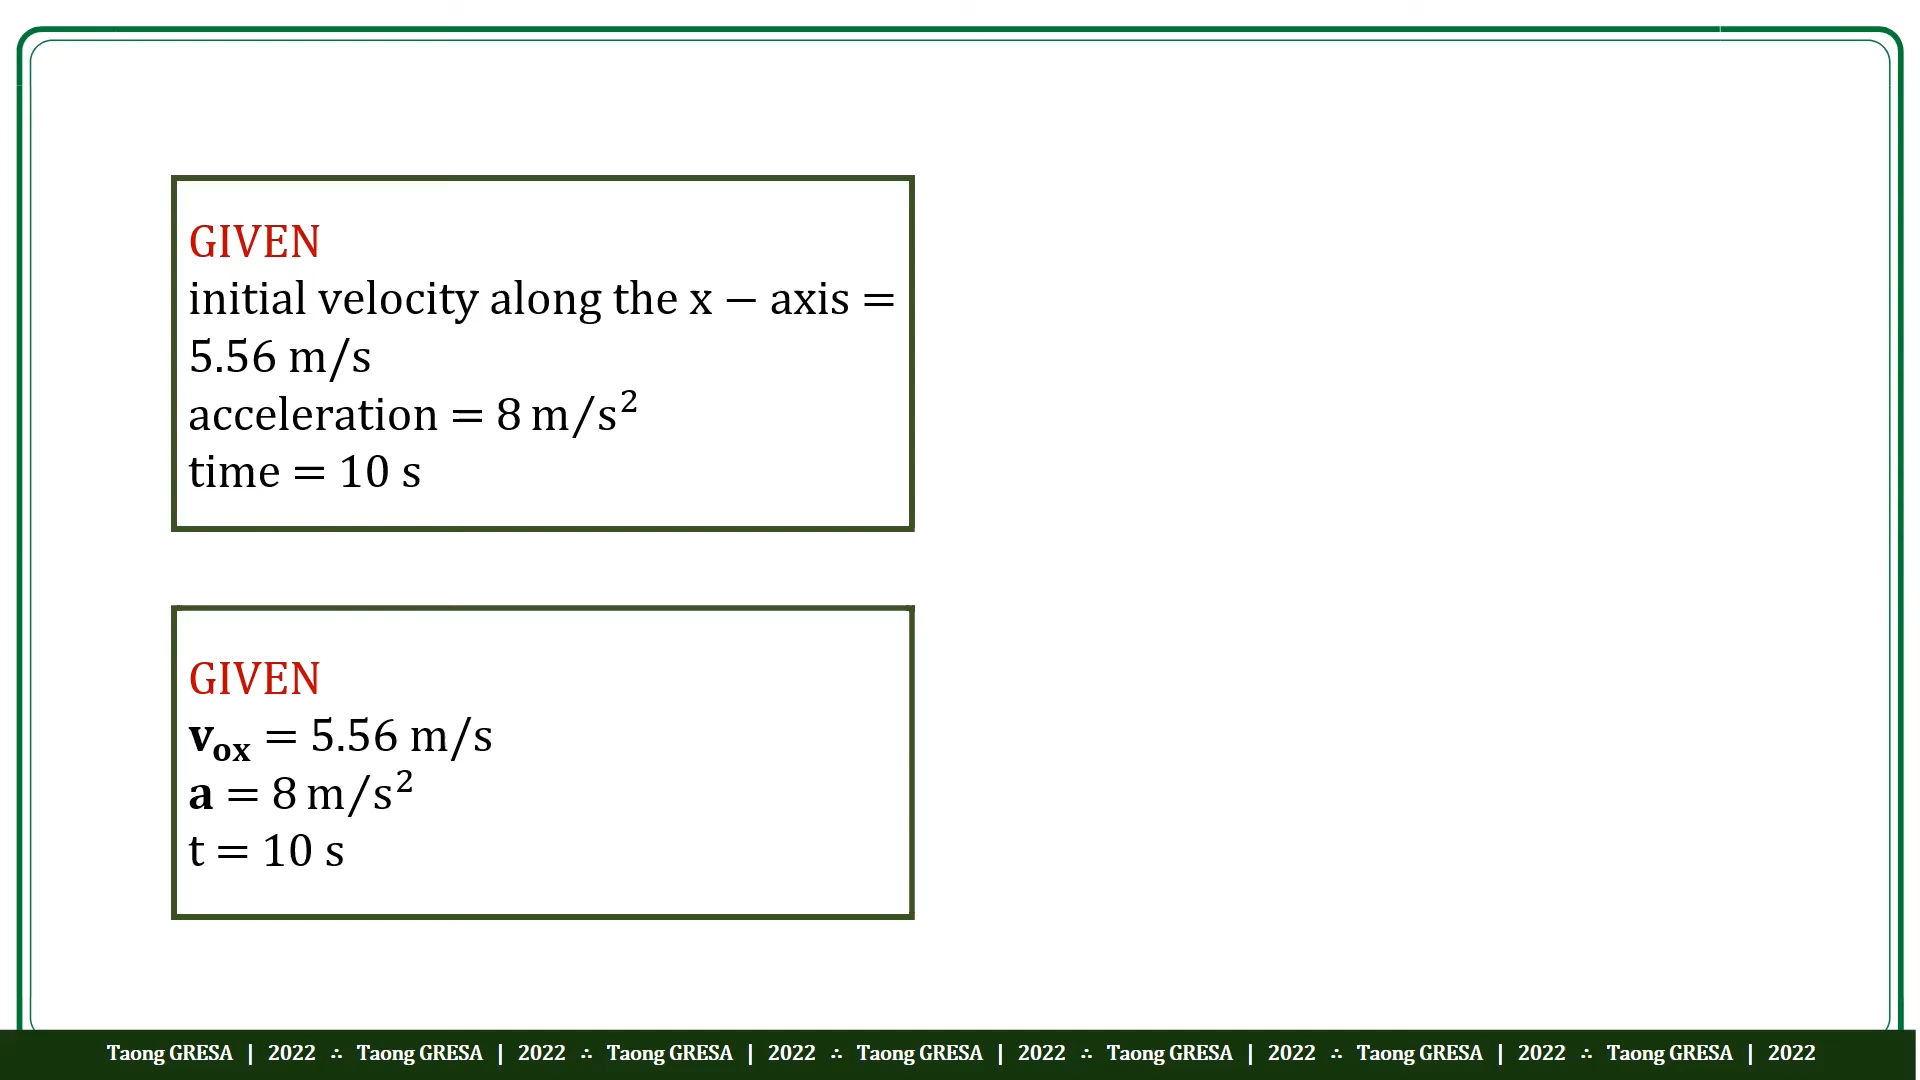 GIVEN
initial velocity along the x − axis =
5.56 m/s
acceleration = 8 m/s²
time = 10 s
GIVEN
vₒₓ = 5.56 m/s
a = 8 m/s²
t = 10 s
Taong GRESA | 2022 ∴ Taong GRESA | 2022 ∴ Taong GRESA | 2022 ∴ Taong GRESA | 2022 ∴ Taong GRESA | 2022 ∴ Taong GRESA | 2022 ∴ Taong GRESA | 2022